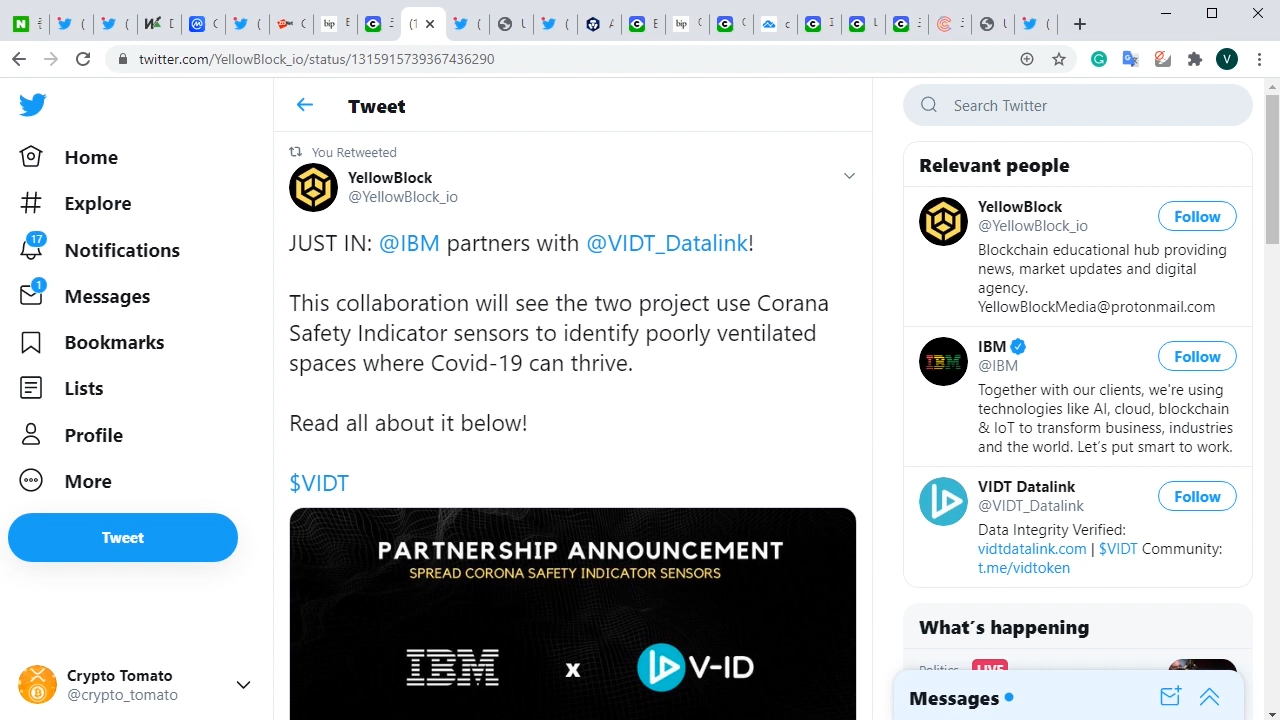 (1
twitter.com/YellowBlock_io/status/1315915739367436290
V
Home
Explore
17
Notifications
1
Messages
Bookmarks
Lists
Profile
More
Tweet
Crypto Tomato
@crypto_tomato
Tweet
You Retweeted
YellowBlock
@YellowBlock_io
JUST IN: @IBM partners with @VIDT_Datalink!
This collaboration will see the two project use Corana
Safety Indicator sensors to identify poorly ventilated
spaces where Covid-19 can thrive.
Read all about it below!
$VIDT
PARTNERSHIP ANNOUNCEMENT
SPREAD CORONA SAFETY INDICATOR SENSORS
IBM x V-ID
Search Twitter
Relevant people
YellowBlock
@YellowBlock_io
Follow
Blockchain educational hub providing
news, market updates and digital
agency.
YellowBlockMedia@protonmail.com
IBM
@IBM
Follow
Together with our clients, we're using
technologies like AI, cloud, blockchain
& IoT to transform business, industries
and the world. Let's put smart to work.
VIDT Datalink
@VIDT_Datalink
Follow
Data Integrity Verified:
vidtdatalink.com | $VIDT Community:
t.me/vidtoken
What's happening
Politics LIVE
Messages